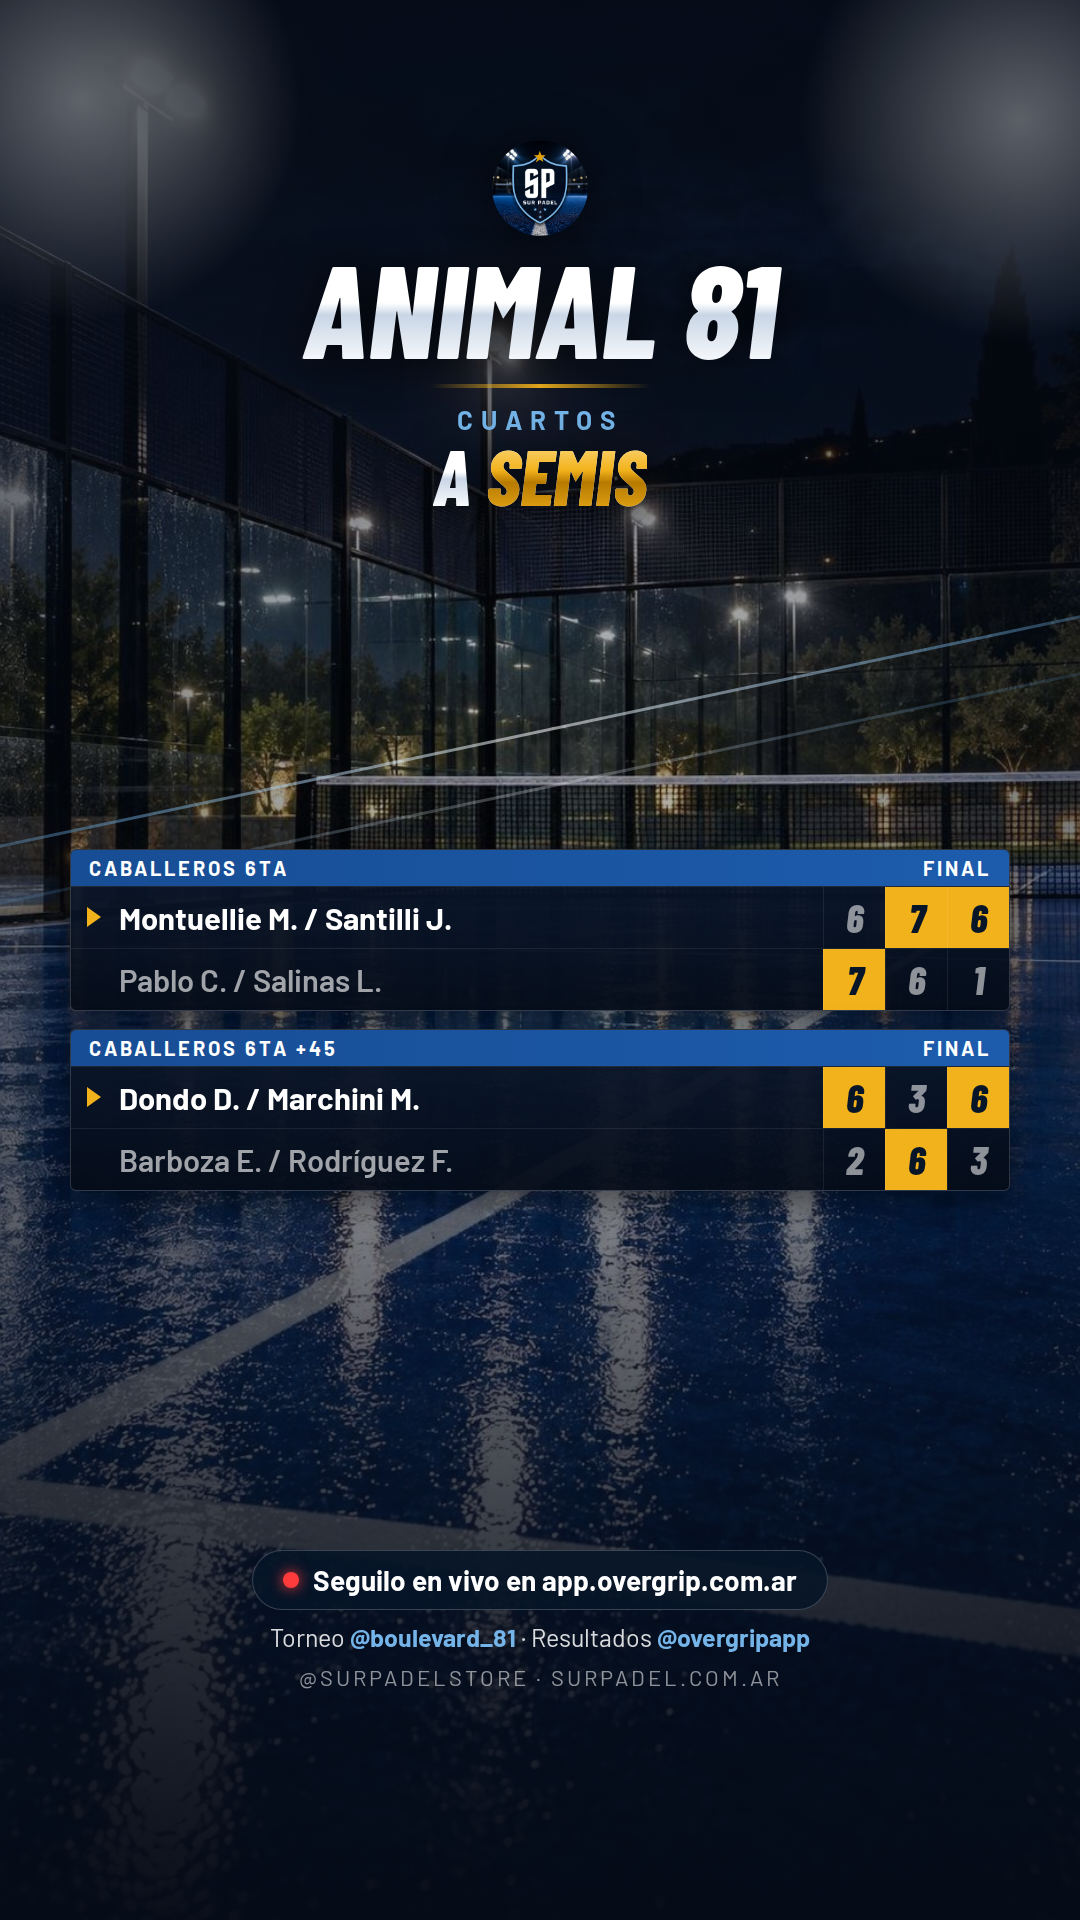 SP
SUR PADEL
ANIMAL 81
CUARTOS
A SEMIS
CABALLEROS 6TA FINAL
Montuellie M. / Santilli J. 6 7 6
Pablo C. / Salinas L. 7 6 1
CABALLEROS 6TA +45 FINAL
Dondo D. / Marchini M. 6 3 6
Barboza E. / Rodríguez F. 2 6 3
Seguilo en vivo en app.overgrip.com.ar
Torneo @boulevard_81 · Resultados @overgripapp
@SURPADELSTORE · SURPADEL.COM.AR